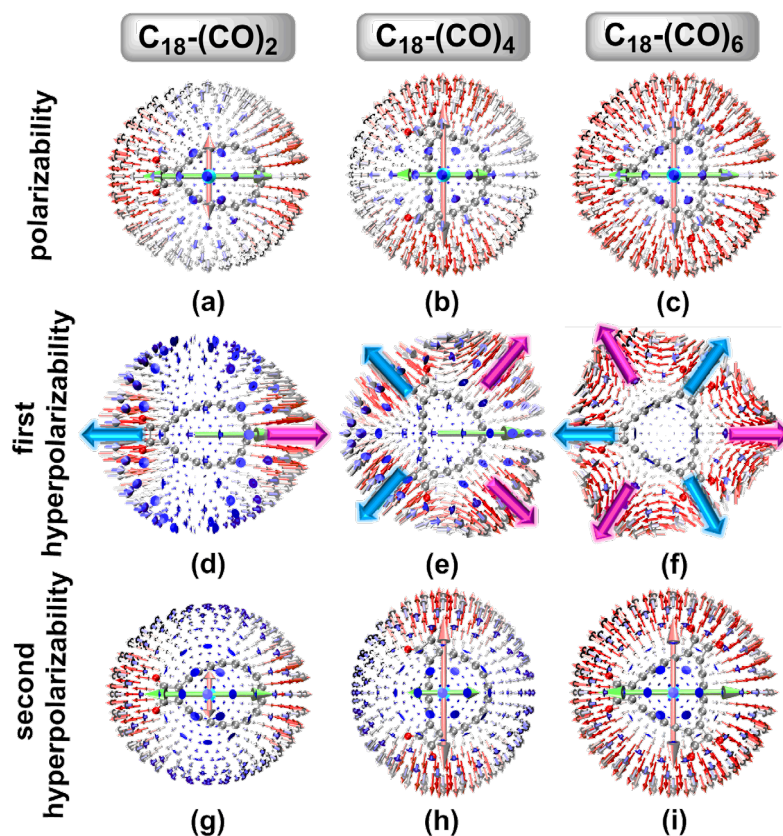 C₁₈-(CO)₂
C₁₈-(CO)₄
C₁₈-(CO)₆
polarizability
(a)
(b)
(c)
first
hyperpolarizability
(d)
(e)
(f)
second
hyperpolarizability
(g)
(h)
(i)